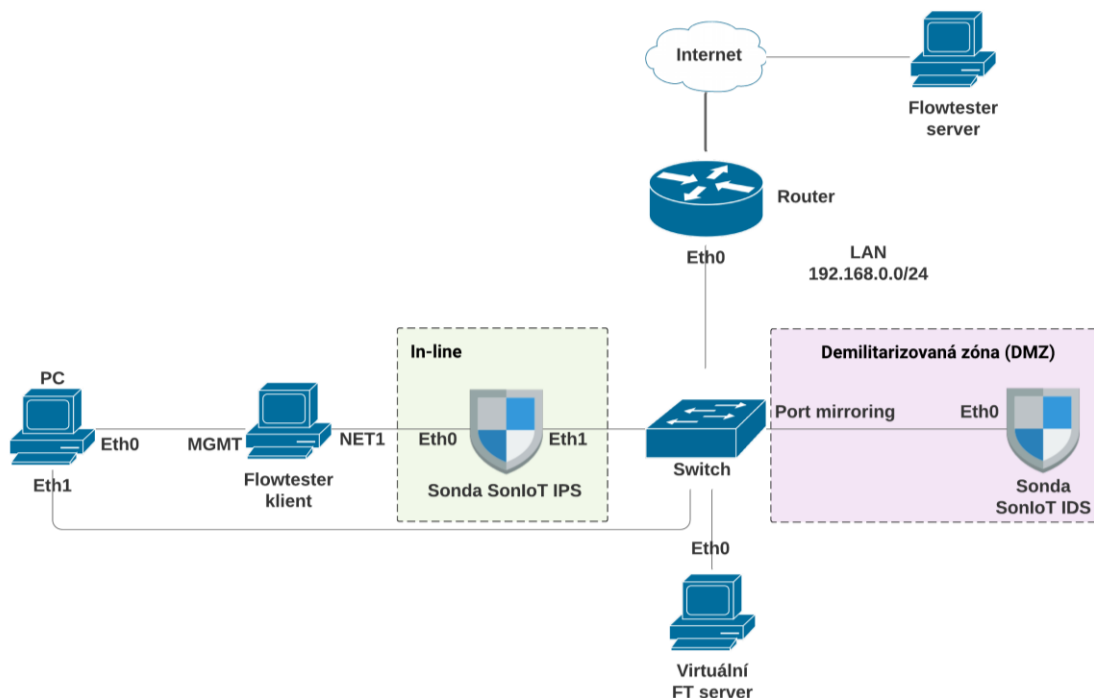 Internet
Flowtester
server
Router
Eth0
LAN
192.168.0.0/24
In-line
Demilitarizovaná zóna (DMZ)
PC
Eth0
Eth1
MGMT
Flowtester
klient
NET1
Eth0
Eth1
Sonda SonIoT IPS
Switch
Port mirroring
Eth0
Sonda
SonIoT IDS
Eth0
Virtuální
FT server